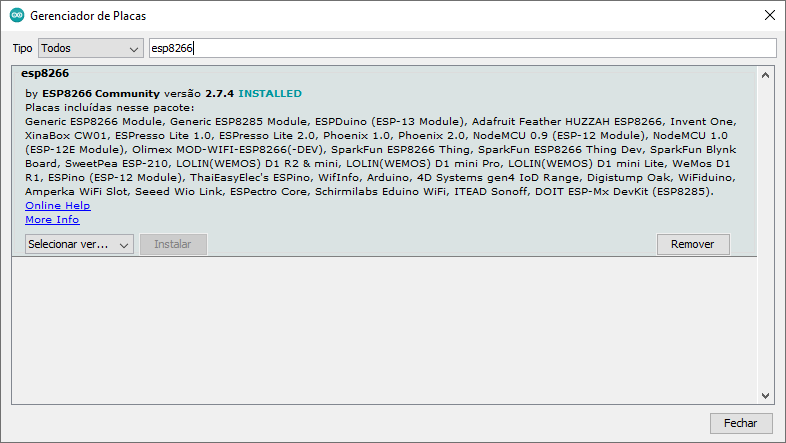 Gerenciador de Placas
Tipo Todos esp8266
esp8266
by ESP8266 Community versão 2.7.4 INSTALLED
Placas incluídas nesse pacote:
Generic ESP8266 Module, Generic ESP8285 Module, ESPDuino (ESP-13 Module), Adafruit Feather HUZZAH ESP8266, Invent One,
XinaBox CW01, ESPresso Lite 1.0, ESPresso Lite 2.0, Phoenix 1.0, Phoenix 2.0, NodeMCU 0.9 (ESP-12 Module), NodeMCU 1.0
(ESP-12E Module), Olimex MOD-WIFI-ESP8266(-DEV), SparkFun ESP8266 Thing, SparkFun ESP8266 Thing Dev, SparkFun Blynk
Board, SweetPea ESP-210, LOLIN(WEMOS) D1 R2 & mini, LOLIN(WEMOS) D1 mini Pro, LOLIN(WEMOS) D1 mini Lite, WeMos D1
R1, ESPino (ESP-12 Module), ThaiEasyElec's ESPino, WifInfo, Arduino, 4D Systems gen4 IoD Range, Digistump Oak, WiFiduino,
Amperka WiFi Slot, Seeed Wio Link, ESPectro Core, Schirmilabs Eduino WiFi, ITEAD Sonoff, DOIT ESP-Mx DevKit (ESP8285).
Online Help
More Info
Selecionar ver... Instalar Remover
Fechar